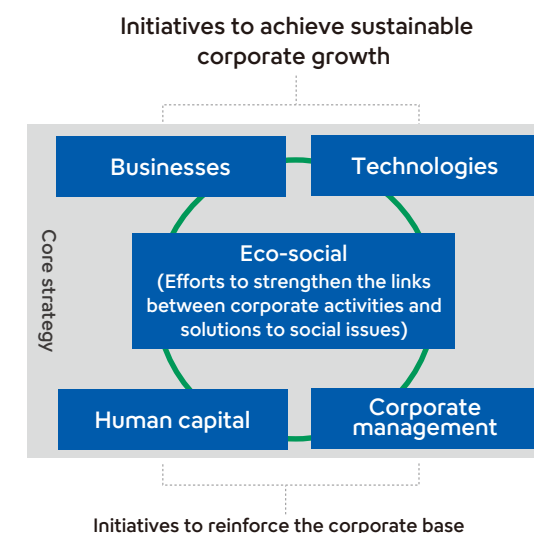 Initiatives to achieve sustainable
corporate growth
Businesses
Technologies
Core strategy
Eco-social
(Efforts to strengthen the links
between corporate activities and
solutions to social issues)
Human capital
Corporate
management
Initiatives to reinforce the corporate base